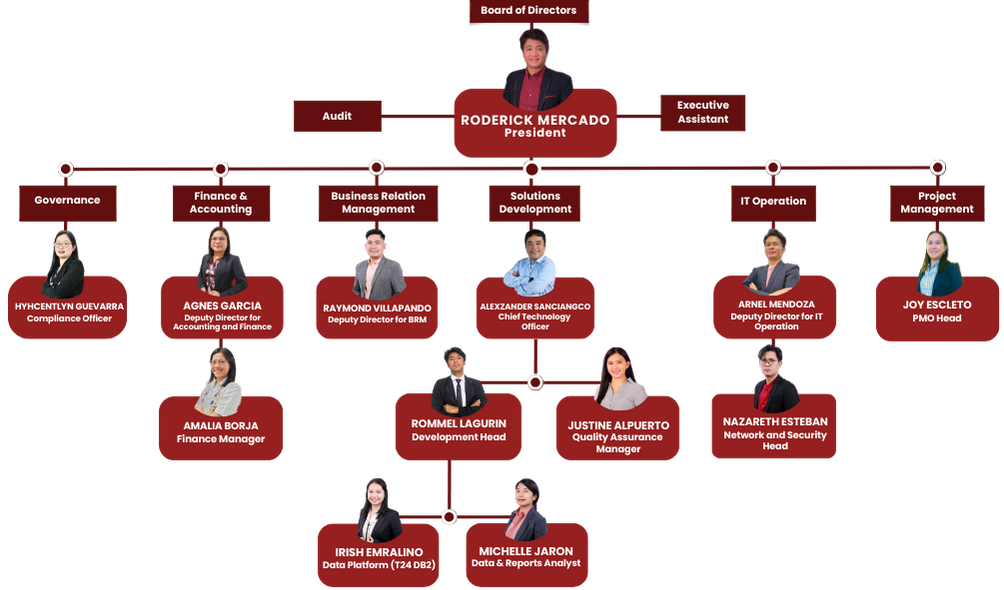 Board of Directors
RODERICK MERCADO
President
Audit
Executive
Assistant
Governance
Finance &
Accounting
Business Relation
Management
Solutions
Development
IT Operation
Project
Management
HYHCENTLYN GUEVARRA
Compliance Officer
AGNES GARCIA
Deputy Director for
Accounting and Finance
RAYMOND VILLAPANDO
Deputy Director for BRM
ALEXZANDER SANCIANGCO
Chief Technology
Officer
ARNEL MENDOZA
Deputy Director for IT
Operation
JOY ESCLETO
PMO Head
AMALIA BORJA
Finance Manager
ROMMEL LAGURIN
Development Head
JUSTINE ALPUERTO
Quality Assurance
Manager
NAZARETH ESTEBAN
Network and Security
Head
IRISH EMRALINO
Data Platform (T24 DB2)
MICHELLE JARON
Data & Reports Analyst